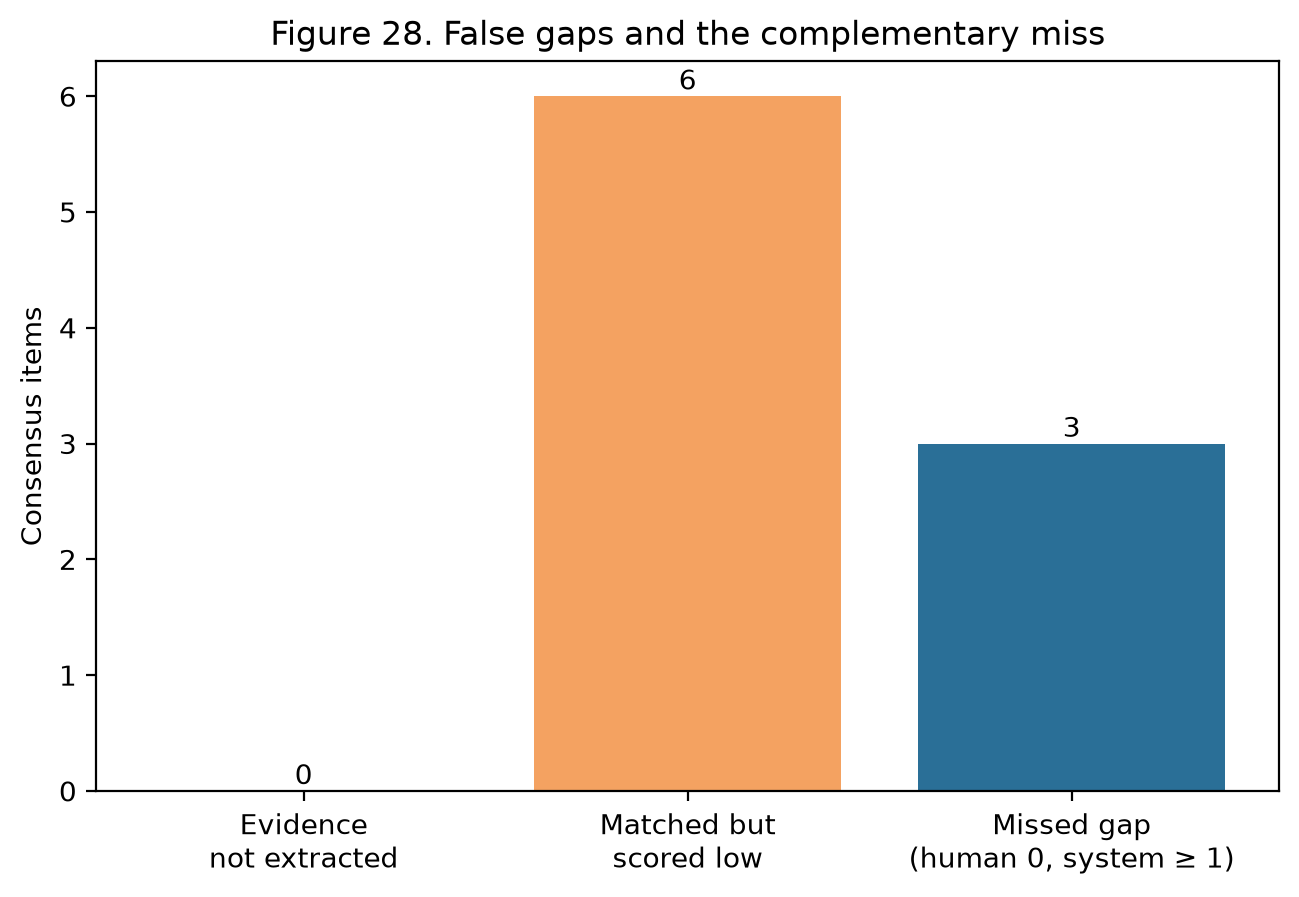 Figure 28. False gaps and the complementary miss
Consensus items
6
5
4
3
2
1
0
0
6
3
Evidence
not extracted
Matched but
scored low
Missed gap
(human 0, system ≥ 1)